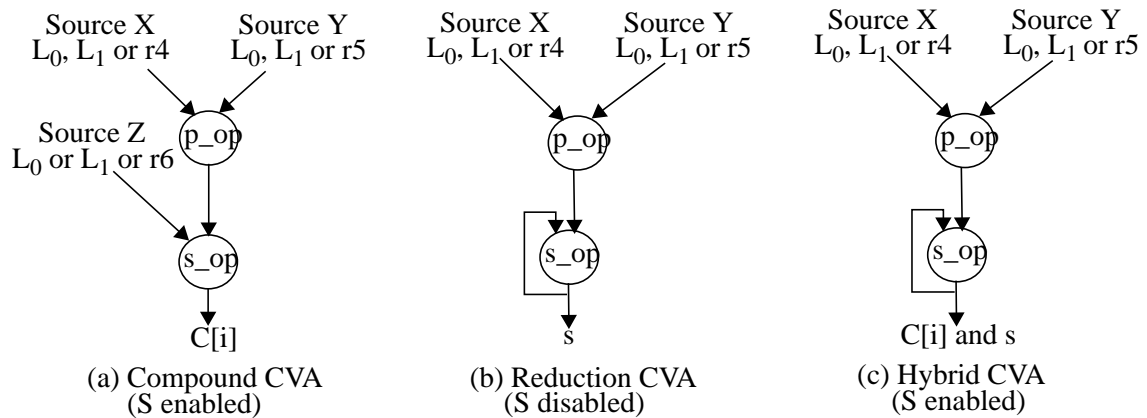 Source X
L0, L1 or r4
Source Y
L0, L1 or r5
p_op
Source Z
L0 or L1 or r6
s_op
C[i]
(a) Compound CVA
(S enabled)
Source X
L0, L1 or r4
Source Y
L0, L1 or r5
p_op
s_op
s
(b) Reduction CVA
(S disabled)
Source X
L0, L1 or r4
Source Y
L0, L1 or r5
p_op
s_op
C[i] and s
(c) Hybrid CVA
(S enabled)